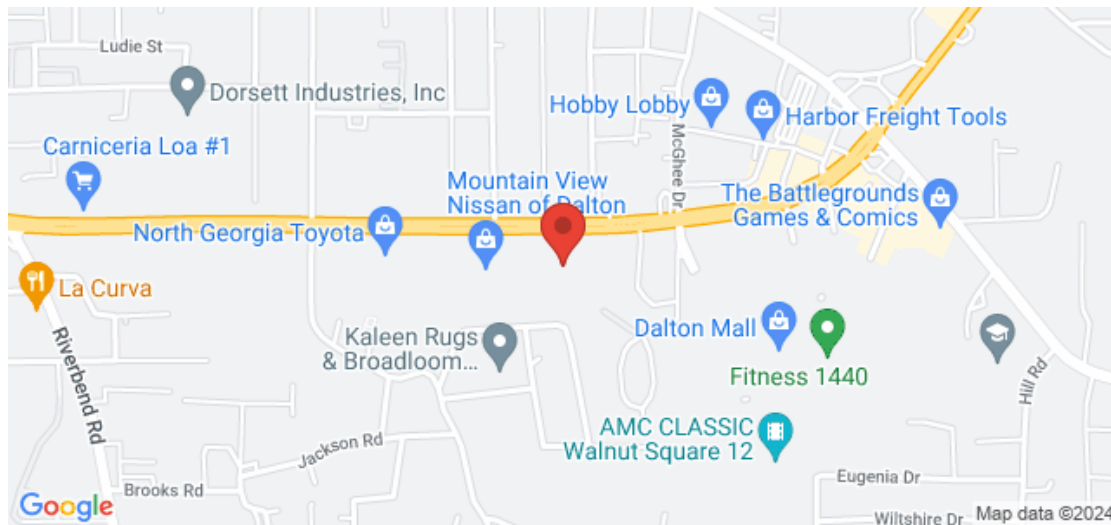 Ludie St
Dorsett Industries, Inc
Hobby Lobby
Harbor Freight Tools
Carniceria Loa #1
McGhee Dr
Mountain View
Nissan of Dalton
The Battlegrounds
Games & Comics
North Georgia Toyota
La Curva
Riverbend Rd
Kaleen Rugs
& Broadloom...
Dalton Mall
Fitness 1440
Hill Rd
AMC CLASSIC
Walnut Square 12
Jackson Rd
Brooks Rd
Eugenia Dr
Google
Wiltshire Dr
Map data ©2024